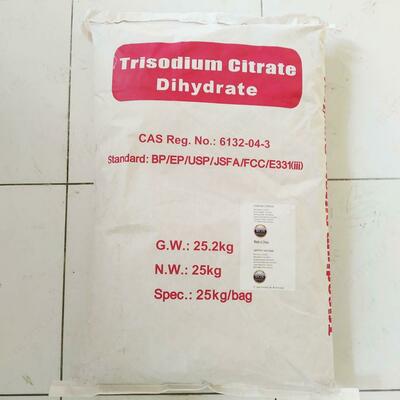 Trisodium Citrate
Dihydrate
CAS Reg. No.: 6132-04-3
Standard: BP/EP/USP/JSFA/FCC/E331(iii)
G.W.: 25.2kg
N.W.: 25kg
Spec.: 25kg/bag